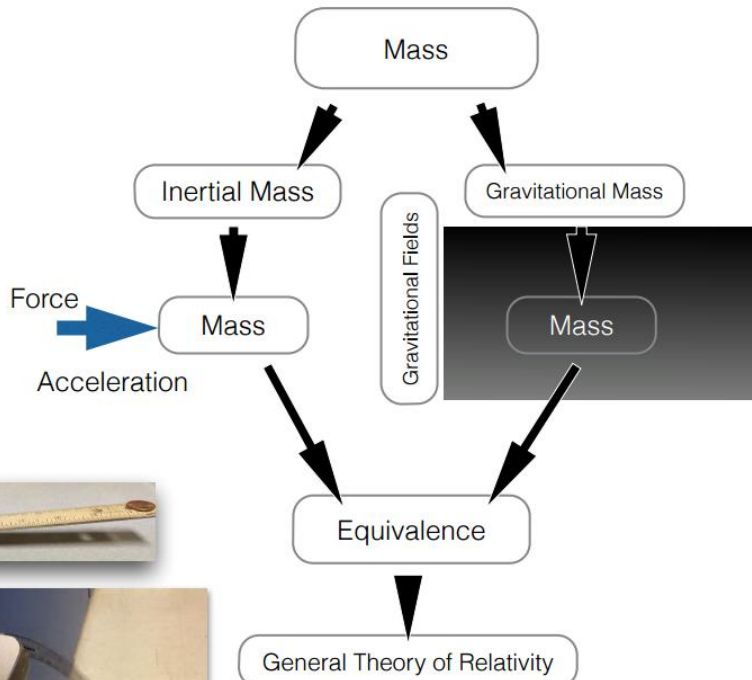 Mass
Inertial Mass
Gravitational Mass
Gravitational Fields
Force
Mass
Mass
Acceleration
Equivalence
General Theory of Relativity